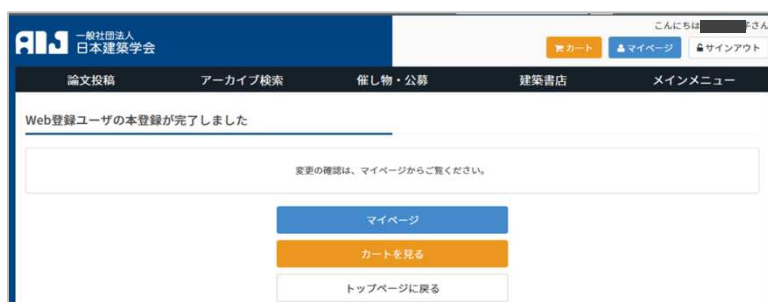 こんにちは 子さん
AIJ 一般社団法人
日本建築学会
カート マイページ サインアウト
論文投稿 アーカイブ検索 催し物・公募 建築書店 メインメニュー
Web登録ユーザの本登録が完了しました
変更の確認は、マイページからご覧ください。
マイページ
カートを見る
トップページに戻る